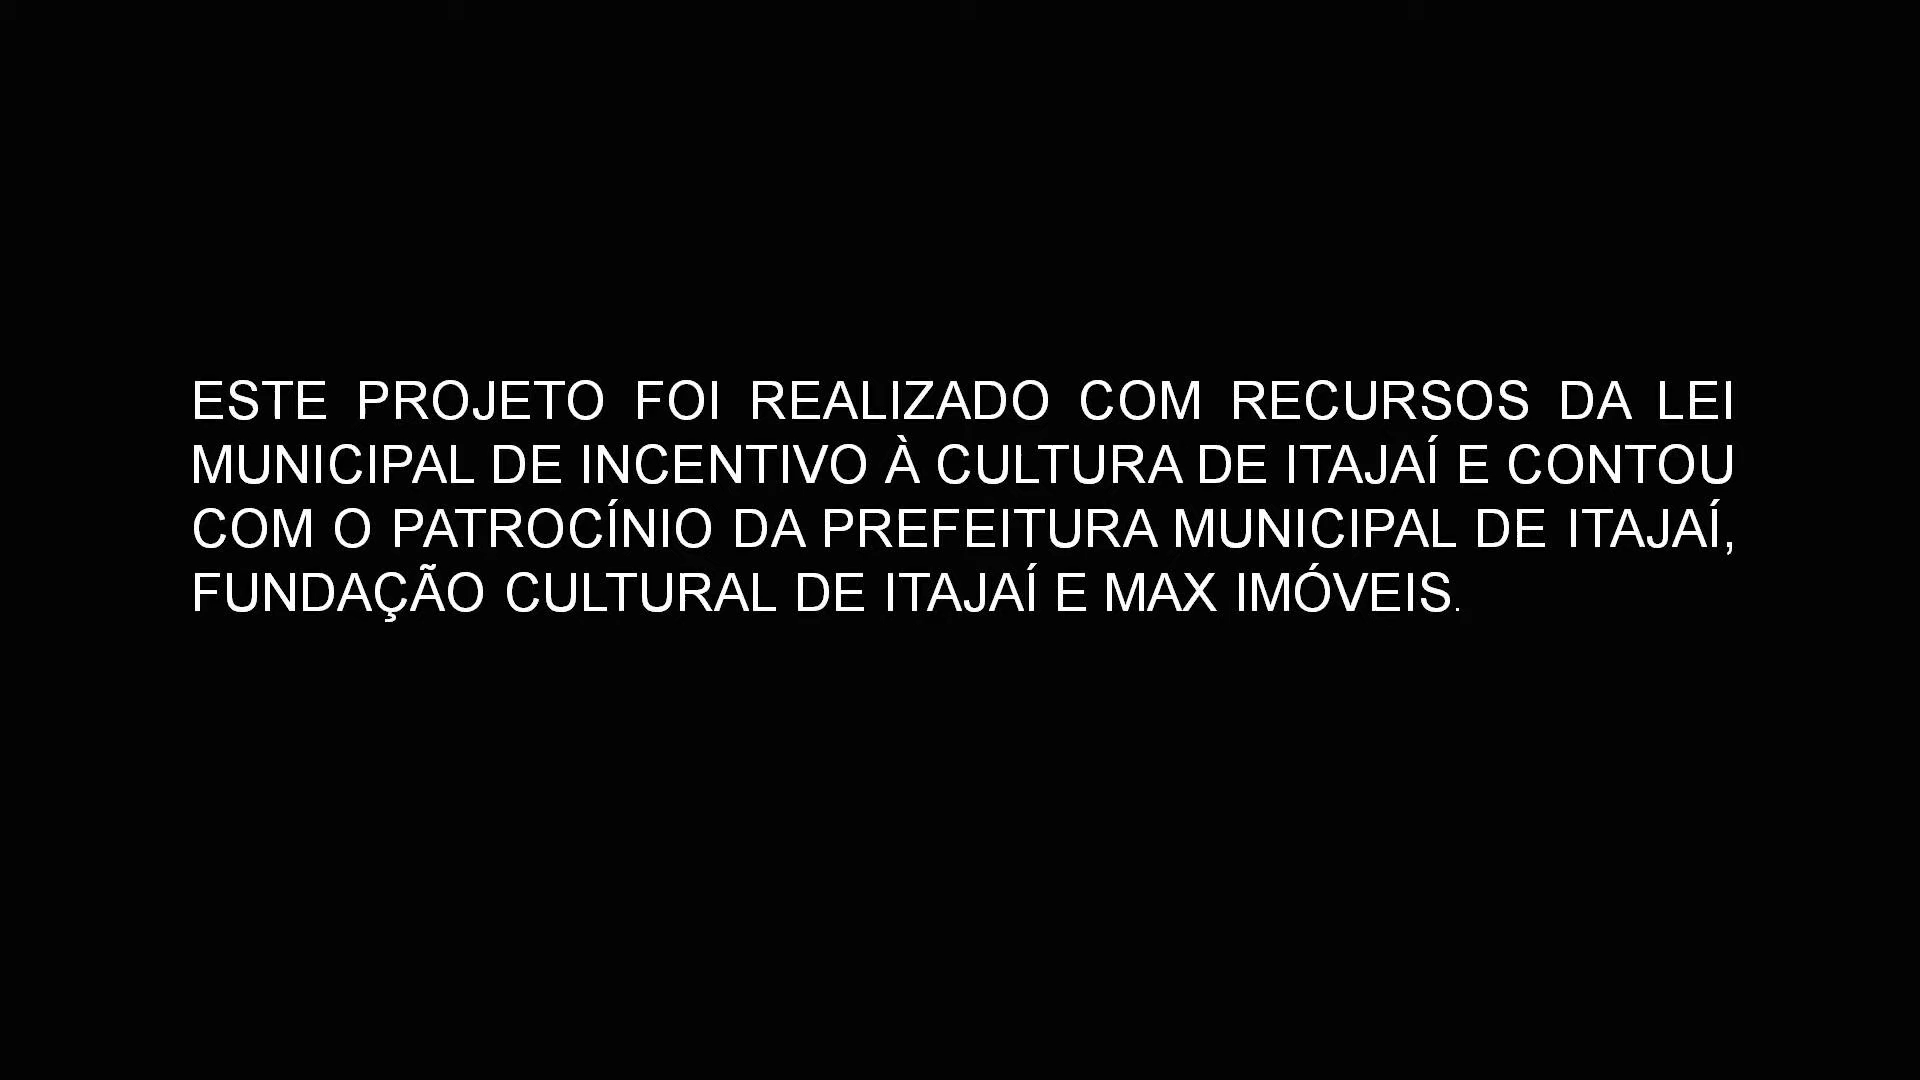 ESTE PROJETO FOI REALIZADO COM RECURSOS DA LEI
MUNICIPAL DE INCENTIVO À CULTURA DE ITAJAÍ E CONTOU
COM O PATROCÍNIO DA PREFEITURA MUNICIPAL DE ITAJAÍ,
FUNDAÇÃO CULTURAL DE ITAJAÍ E MAX IMÓVEIS.